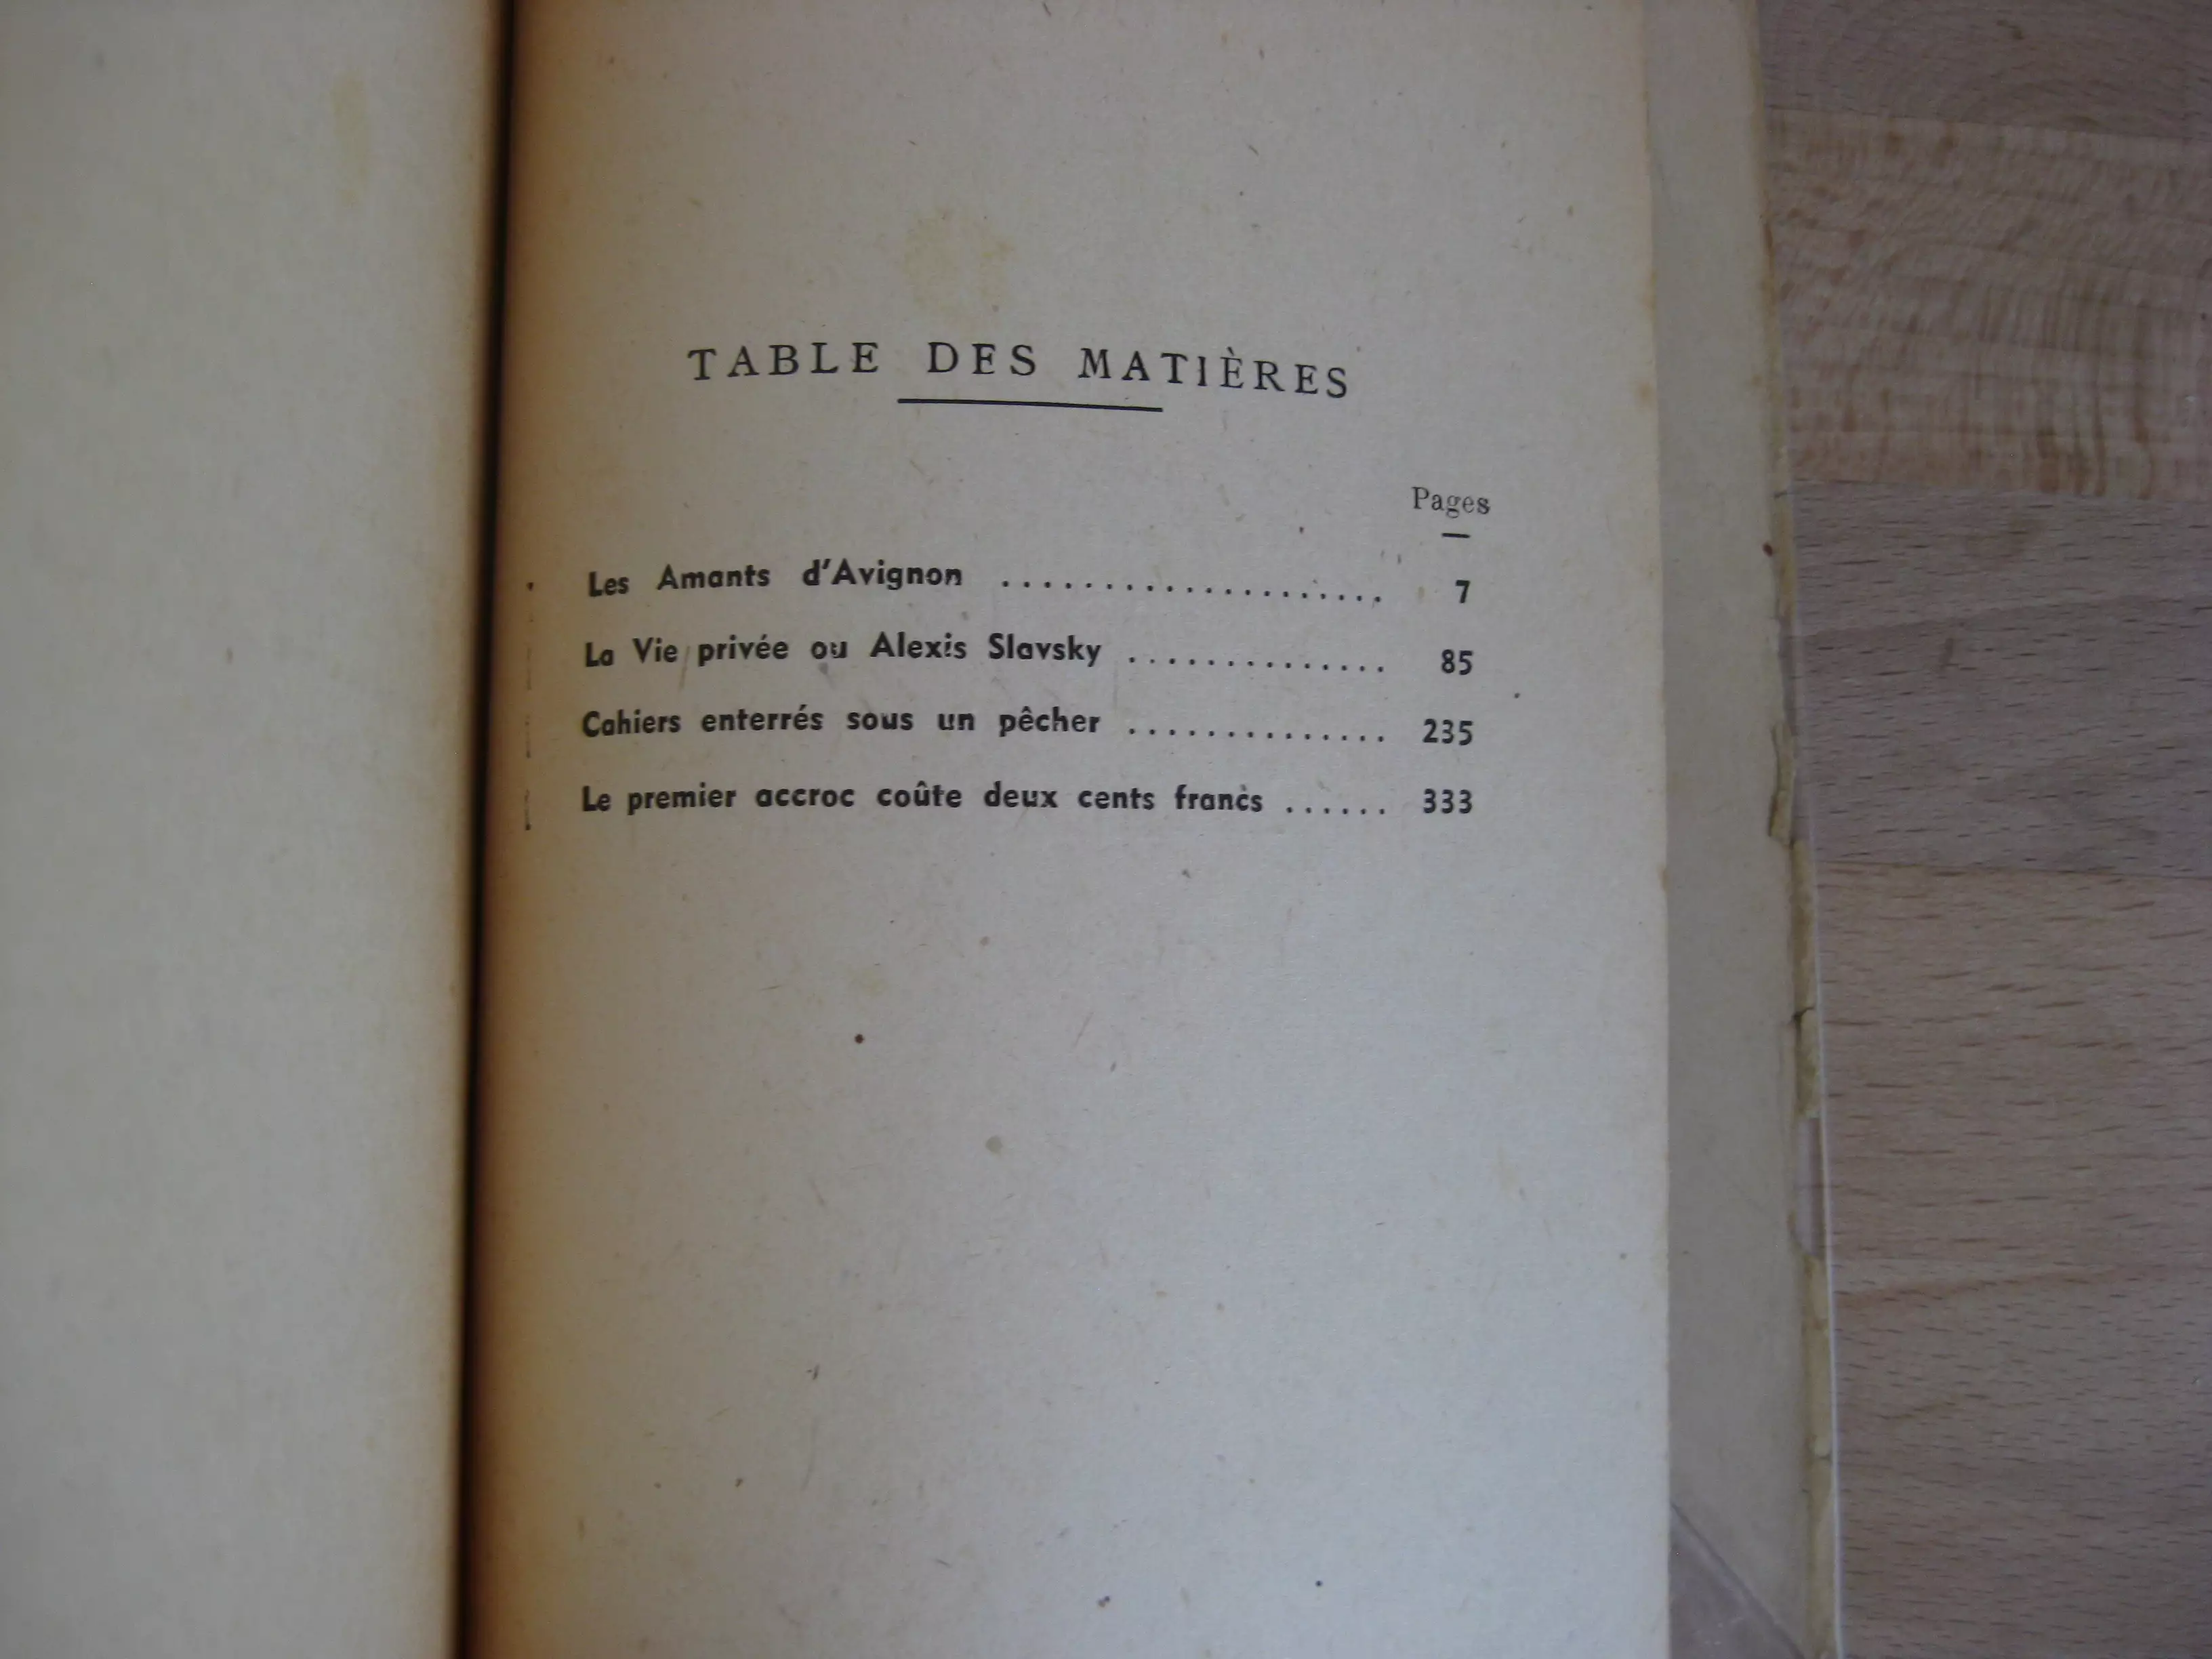 TABLE DES MATIÈRES
Pages
Les Amants d'Avignon .................... 7
La Vie privée ou Alexis Slavsky .............. 85
Cahiers enterrés sous un pêcher .............. 235
Le premier accroc coûte deux cents francs ...... 333